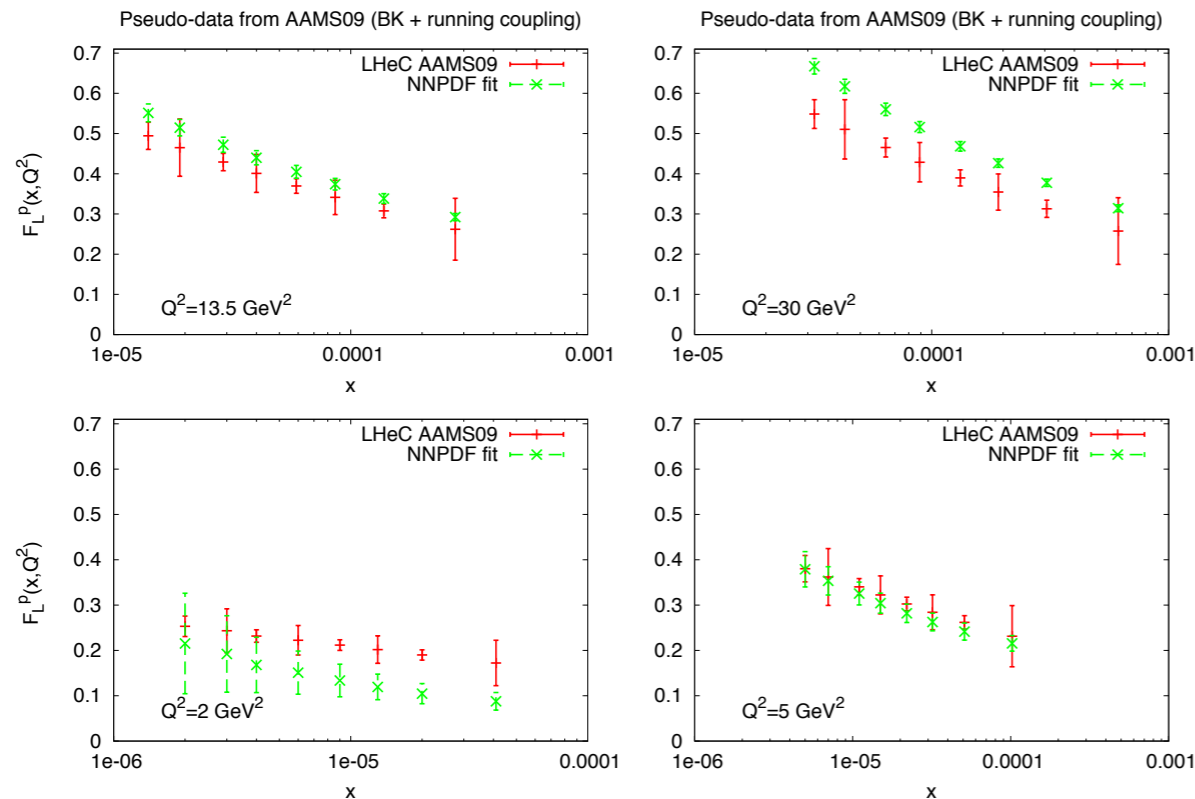 Pseudo-data from AAMS09 (BK + running coupling)
0.7
0.6
0.5
0.4
0.3
0.2
0.1
0
F_L^p(x,Q^2)
LHeC AAMS09
NNPDF fit
Q^2=13.5 GeV^2
1e-05 0.0001 0.001
x
Pseudo-data from AAMS09 (BK + running coupling)
0.7
0.6
0.5
0.4
0.3
0.2
0.1
0
LHeC AAMS09
NNPDF fit
Q^2=30 GeV^2
1e-05 0.0001 0.001
x
0.7
0.6
0.5
0.4
0.3
0.2
0.1
0
F_L^p(x,Q^2)
LHeC AAMS09
NNPDF fit
Q^2=2 GeV^2
1e-06 1e-05 0.0001
x
0.7
0.6
0.5
0.4
0.3
0.2
0.1
0
LHeC AAMS09
NNPDF fit
Q^2=5 GeV^2
1e-06 1e-05 0.0001 0.001
x